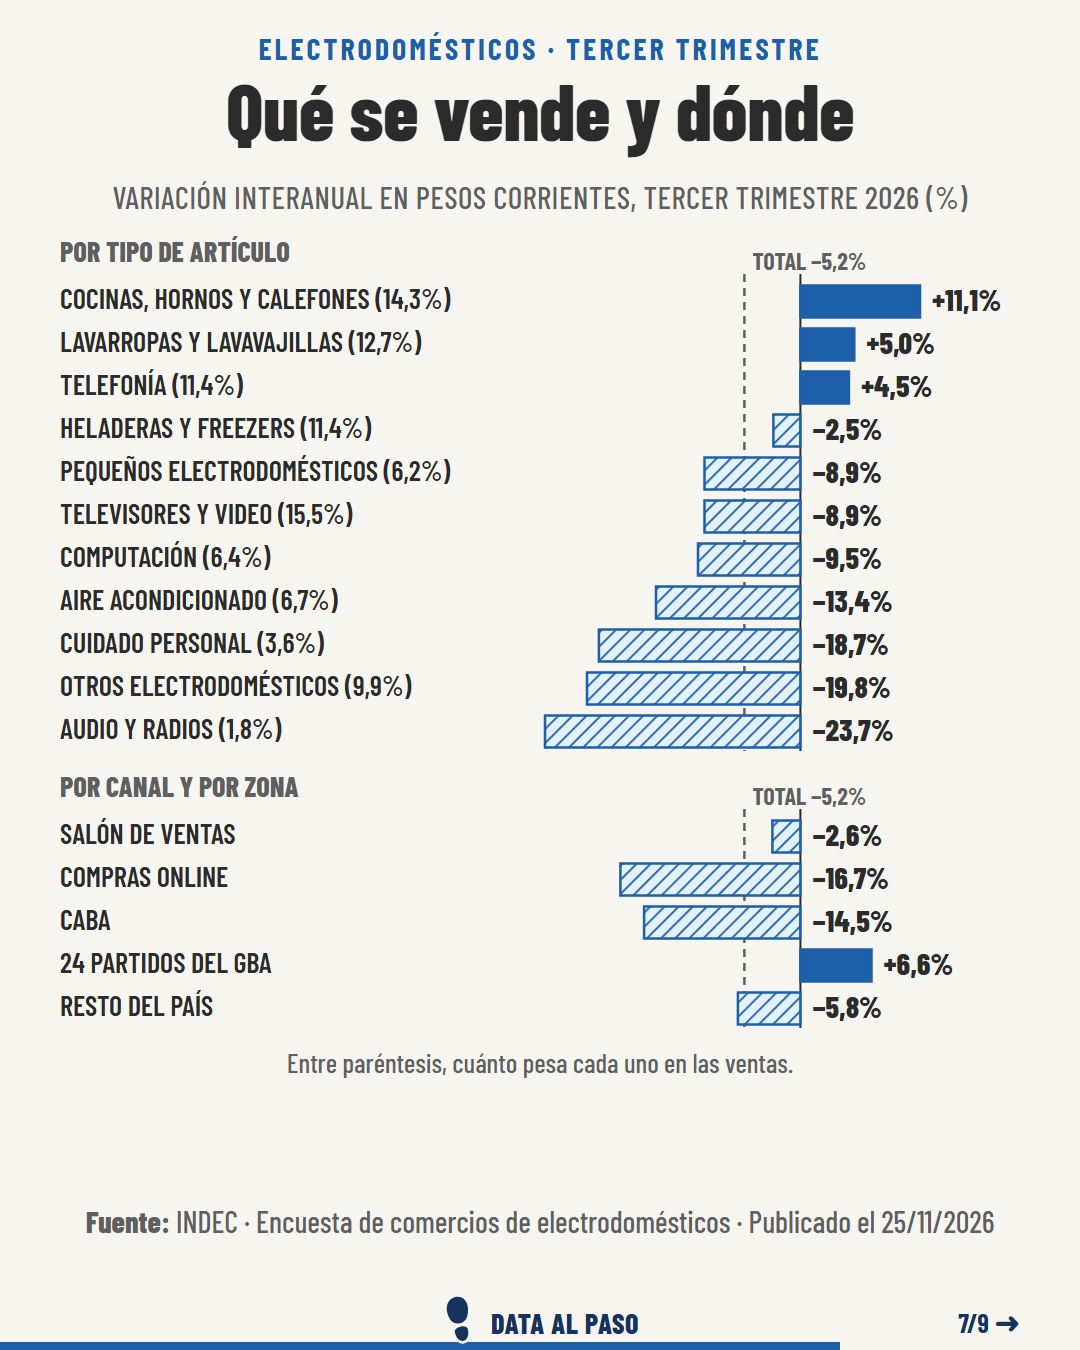 ELECTRODOMÉSTICOS · TERCER TRIMESTRE
Qué se vende y dónde
VARIACIÓN INTERANUAL EN PESOS CORRIENTES, TERCER TRIMESTRE 2026 (%)
POR TIPO DE ARTÍCULO
TOTAL −5,2%
COCINAS, HORNOS Y CALEFONES (14,3%) +11,1%
LAVARROPAS Y LAVAVAJILLAS (12,7%) +5,0%
TELEFONÍA (11,4%) +4,5%
HELADERAS Y FREEZERS (11,4%) −2,5%
PEQUEÑOS ELECTRODOMÉSTICOS (6,2%) −8,9%
TELEVISORES Y VIDEO (15,5%) −8,9%
COMPUTACIÓN (6,4%) −9,5%
AIRE ACONDICIONADO (6,7%) −13,4%
CUIDADO PERSONAL (3,6%) −18,7%
OTROS ELECTRODOMÉSTICOS (9,9%) −19,8%
AUDIO Y RADIOS (1,8%) −23,7%
POR CANAL Y POR ZONA
TOTAL −5,2%
SALÓN DE VENTAS −2,6%
COMPRAS ONLINE −16,7%
CABA −14,5%
24 PARTIDOS DEL GBA +6,6%
RESTO DEL PAÍS −5,8%
Entre paréntesis, cuánto pesa cada uno en las ventas.
Fuente: INDEC · Encuesta de comercios de electrodomésticos · Publicado el 25/11/2026
DATA AL PASO
7/9 →